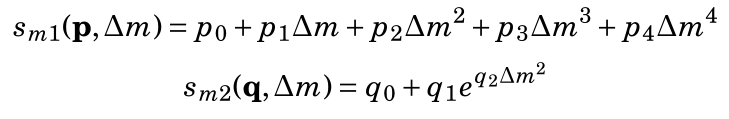 s_{m1}(𝐩, Δm) = p_0 + p_1Δm + p_2Δm^2 + p_3Δm^3 + p_4Δm^4
s_{m2}(𝐪, Δm) = q_0 + q_1e^{q_2Δm^2}